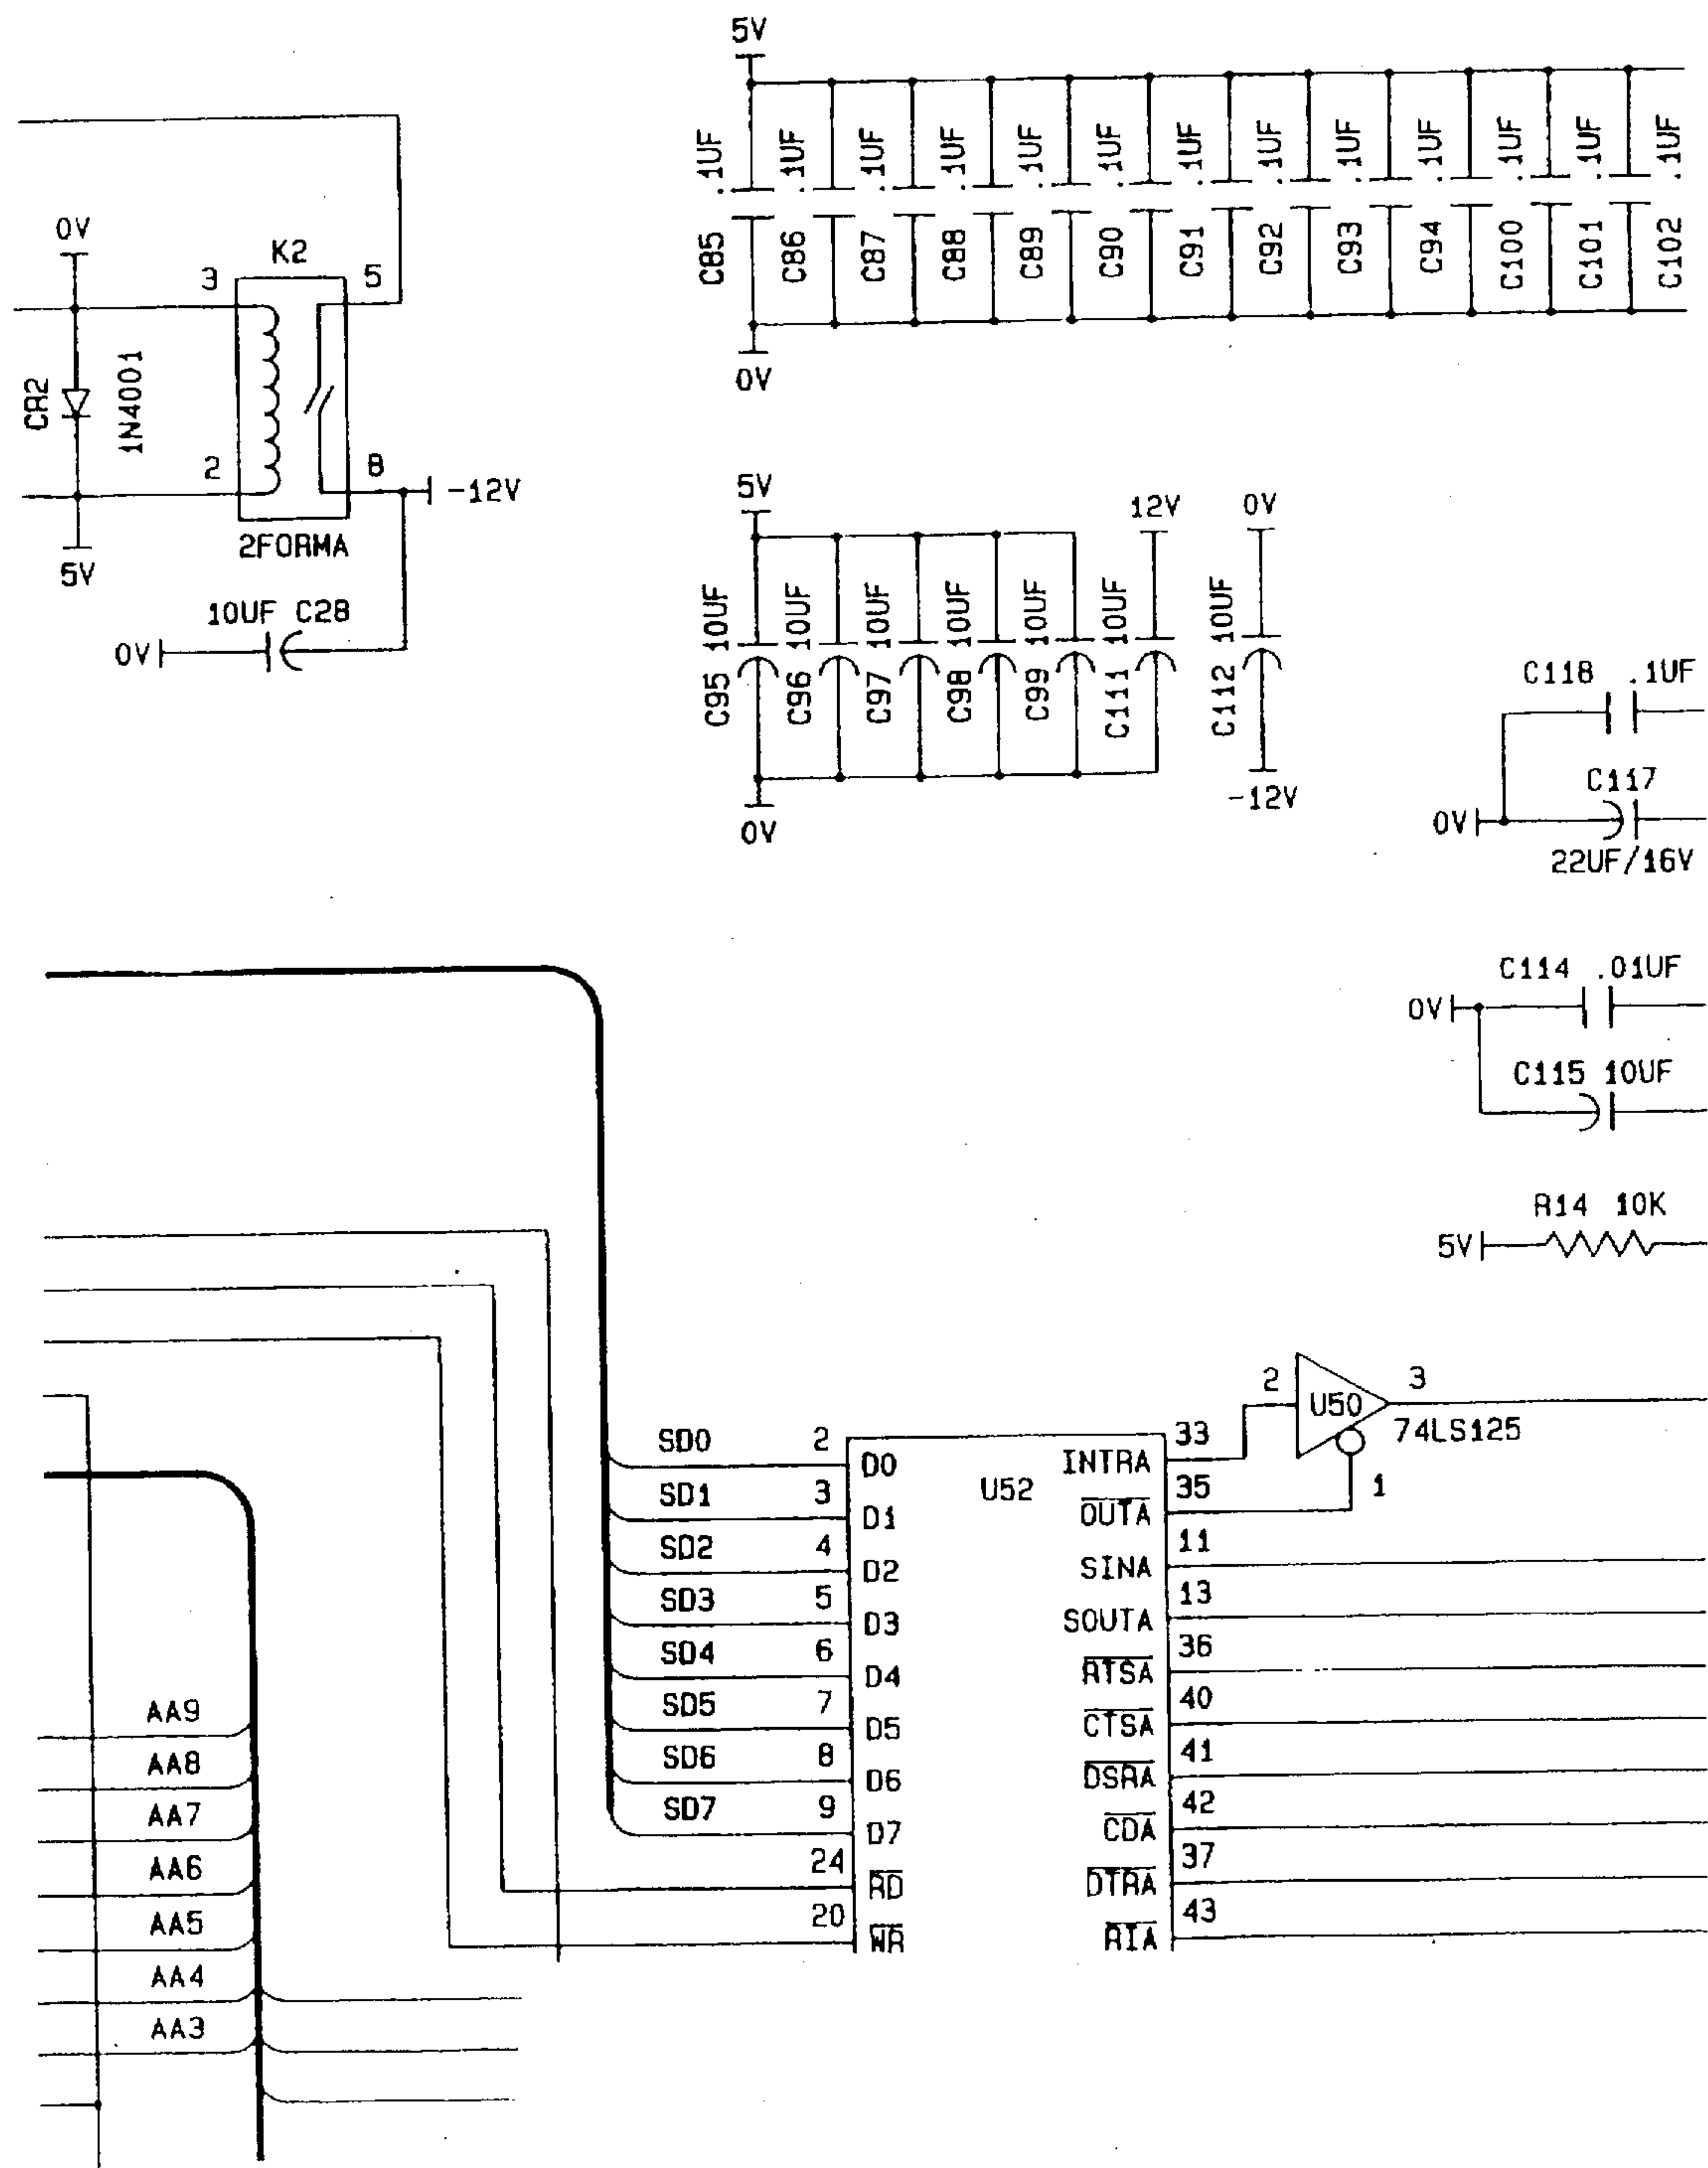 5V
.1UF .1UF .1UF .1UF .1UF .1UF .1UF .1UF .1UF .1UF .1UF .1UF .1UF
C85 C86 C87 C88 C89 C90 C91 C92 C93 C94 C100 C101 C102
0V
0V
K2
3 5
CR2
1N4001
2 8
-12V
5V
2FORMA
10UF C28
0V
5V
12V
0V
10UF 10UF 10UF 10UF 10UF 10UF 10UF
C95 C96 C97 C98 C99 C111 C112
0V
-12V
C118 .1UF
C117
0V
22UF/16V
C114 .01UF
0V
C115 10UF
R14 10K
5V
2 U50 3
74LS125
1
U52
SD0 2 D0
SD1 3 D1
SD2 4 D2
SD3 5 D3
SD4 6 D4
SD5 7 D5
SD6 8 D6
SD7 9 D7
24 RD
20 WR
INTRA 33
OUTA 35
SINA 11
SOUTA 13
RTSA 36
CTSA 40
DSRA 41
CDA 42
DTRA 37
RIA 43
AA9
AA8
AA7
AA6
AA5
AA4
AA3